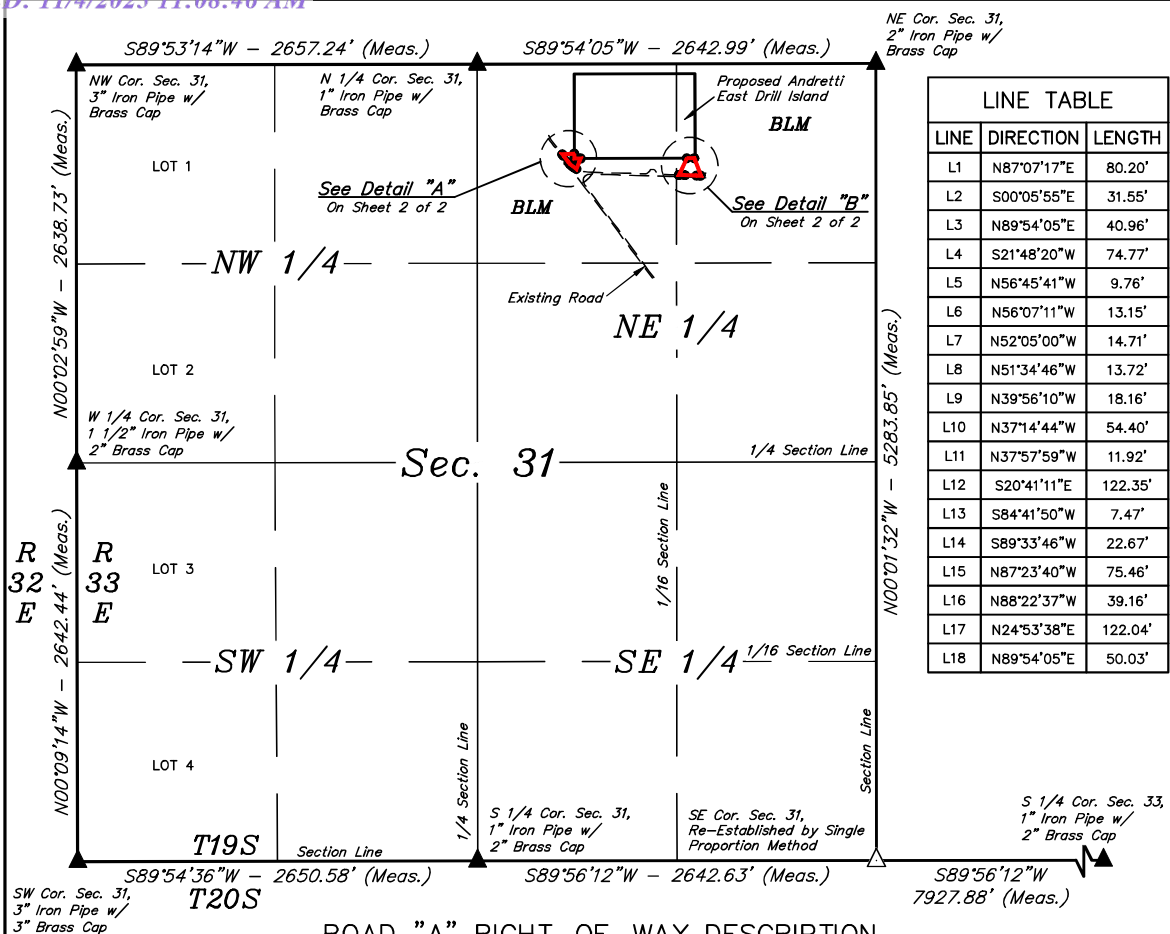 D: 11/4/2025 11:08:46 AM
S89°53'14"W - 2657.24' (Meas.)
S89°54'05"W - 2642.99' (Meas.)
NE Cor. Sec. 31,
2" Iron Pipe w/
Brass Cap
NW Cor. Sec. 31,
3" Iron Pipe w/
Brass Cap
N 1/4 Cor. Sec. 31,
1" Iron Pipe w/
Brass Cap
Proposed Andretti
East Drill Island
BLM
LOT 1
See Detail "A"
On Sheet 2 of 2
BLM
See Detail "B"
On Sheet 2 of 2
N00°02'59"W - 2638.73' (Meas.)
NW 1/4
Existing Road
NE 1/4
LOT 2
W 1/4 Cor. Sec. 31,
1 1/2" Iron Pipe w/
2" Brass Cap
Sec. 31
1/4 Section Line
N00°01'32"W - 5283.85' (Meas.)
1/16 Section Line
R
32
E
R
33
E
LOT 3
N00°09'14"W - 2642.44' (Meas.)
SW 1/4
SE 1/4
1/16 Section Line
LOT 4
1/4 Section Line
Section Line
S 1/4 Cor. Sec. 31,
1" Iron Pipe w/
2" Brass Cap
SE Cor. Sec. 31,
Re-Established by Single
Proportion Method
S 1/4 Cor. Sec. 33,
1" Iron Pipe w/
2" Brass Cap
T19S
Section Line
S89°54'36"W - 2650.58' (Meas.)
T20S
S89°56'12"W - 2642.63' (Meas.)
S89°56'12"W
7927.88' (Meas.)
SW Cor. Sec. 31,
3" Iron Pipe w/
3" Brass Cap
LINE TABLE
LINE DIRECTION LENGTH
L1 N87°07'17"E 80.20'
L2 S00°05'55"E 31.55'
L3 N89°54'05"E 40.96'
L4 S21°48'20"W 74.77'
L5 N56°45'41"W 9.76'
L6 N56°07'11"W 13.15'
L7 N52°05'00"W 14.71'
L8 N51°34'46"W 13.72'
L9 N39°56'10"W 18.16'
L10 N37°14'44"W 54.40'
L11 N37°57'59"W 11.92'
L12 S20°41'11"E 122.35'
L13 S84°41'50"W 7.47'
L14 S89°33'46"W 22.67'
L15 N87°23'40"W 75.46'
L16 N88°22'37"W 39.16'
L17 N24°53'38"E 122.04'
L18 N89°54'05"E 50.03'
ROAD "A" RIGHT-OF-WAY DESCRIPTION